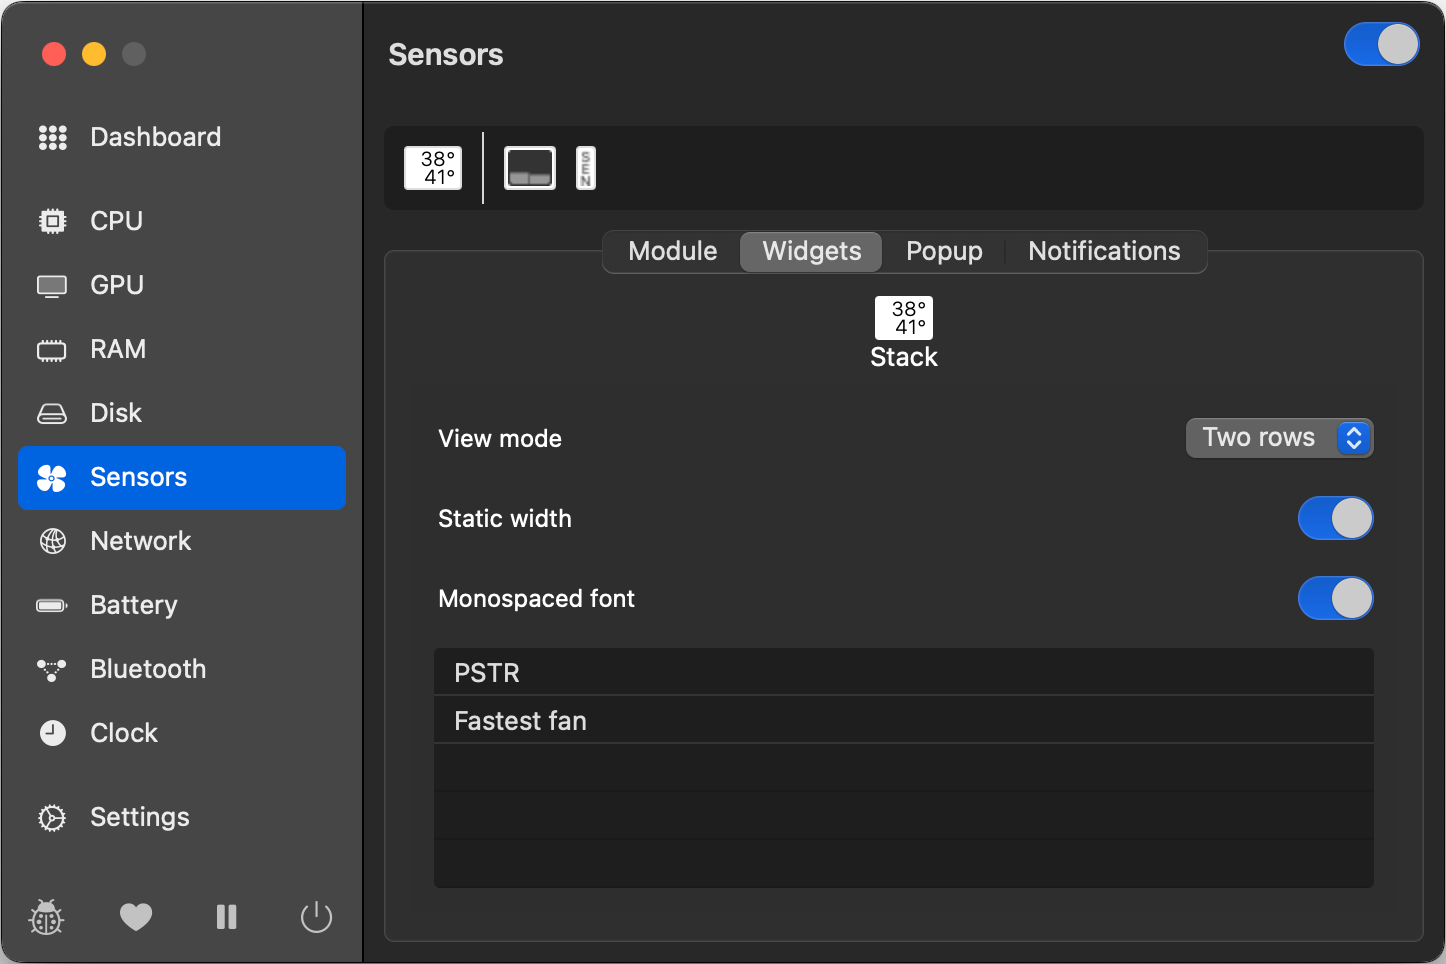 Sensors
Dashboard
CPU
GPU
RAM
Disk
Sensors
Network
Battery
Bluetooth
Clock
Settings
38°
41°
SEN
Module Widgets Popup Notifications
38°
41°
Stack
View mode Two rows
Static width
Monospaced font
PSTR
Fastest fan